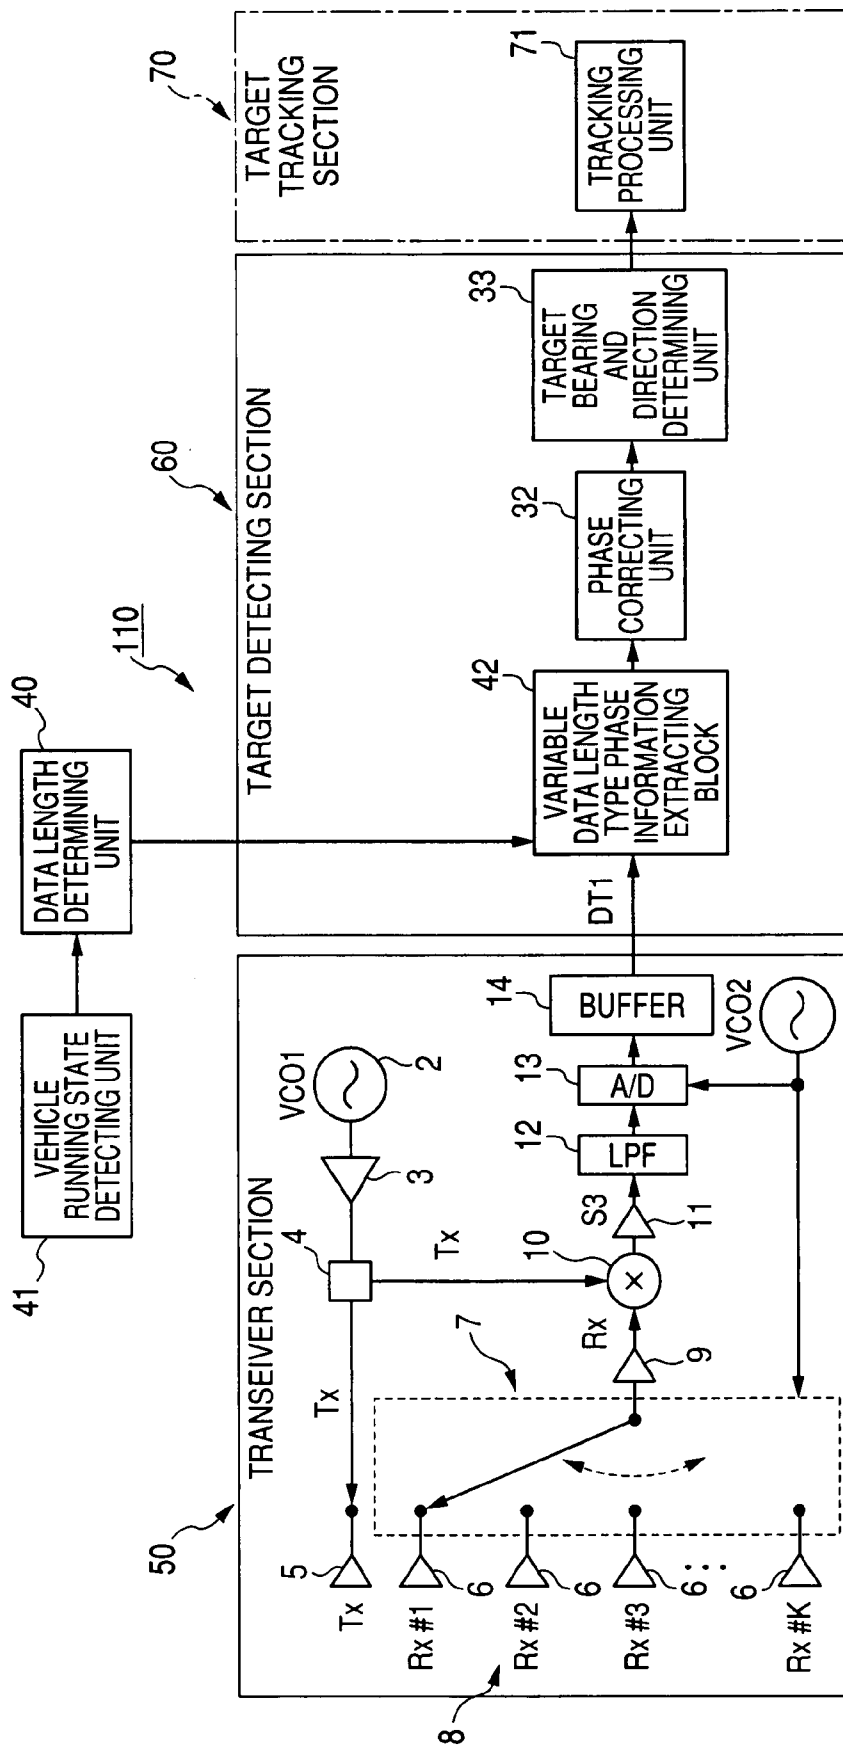 110
VEHICLE
RUNNING STATE
DETECTING UNIT
41
DATA LENGTH
DETERMINING
UNIT
40
50
TRANSEIVER SECTION
VCO1
2
3
4
Tx
Tx
5
Tx
6
Rx #1
6
Rx #2
6
Rx #3
...
6
Rx #K
8
7
9
Rx
10
×
S3
11
12
LPF
13
A/D
14
BUFFER
VCO2
DT1
60
TARGET DETECTING SECTION
42
VARIABLE
DATA LENGTH
TYPE PHASE
INFORMATION
EXTRACTING
BLOCK
32
PHASE
CORRECTING
UNIT
33
TARGET
BEARING
AND
DIRECTION
DETERMINING
UNIT
70
TARGET
TRACKING
SECTION
71
TRACKING
PROCESSING
UNIT